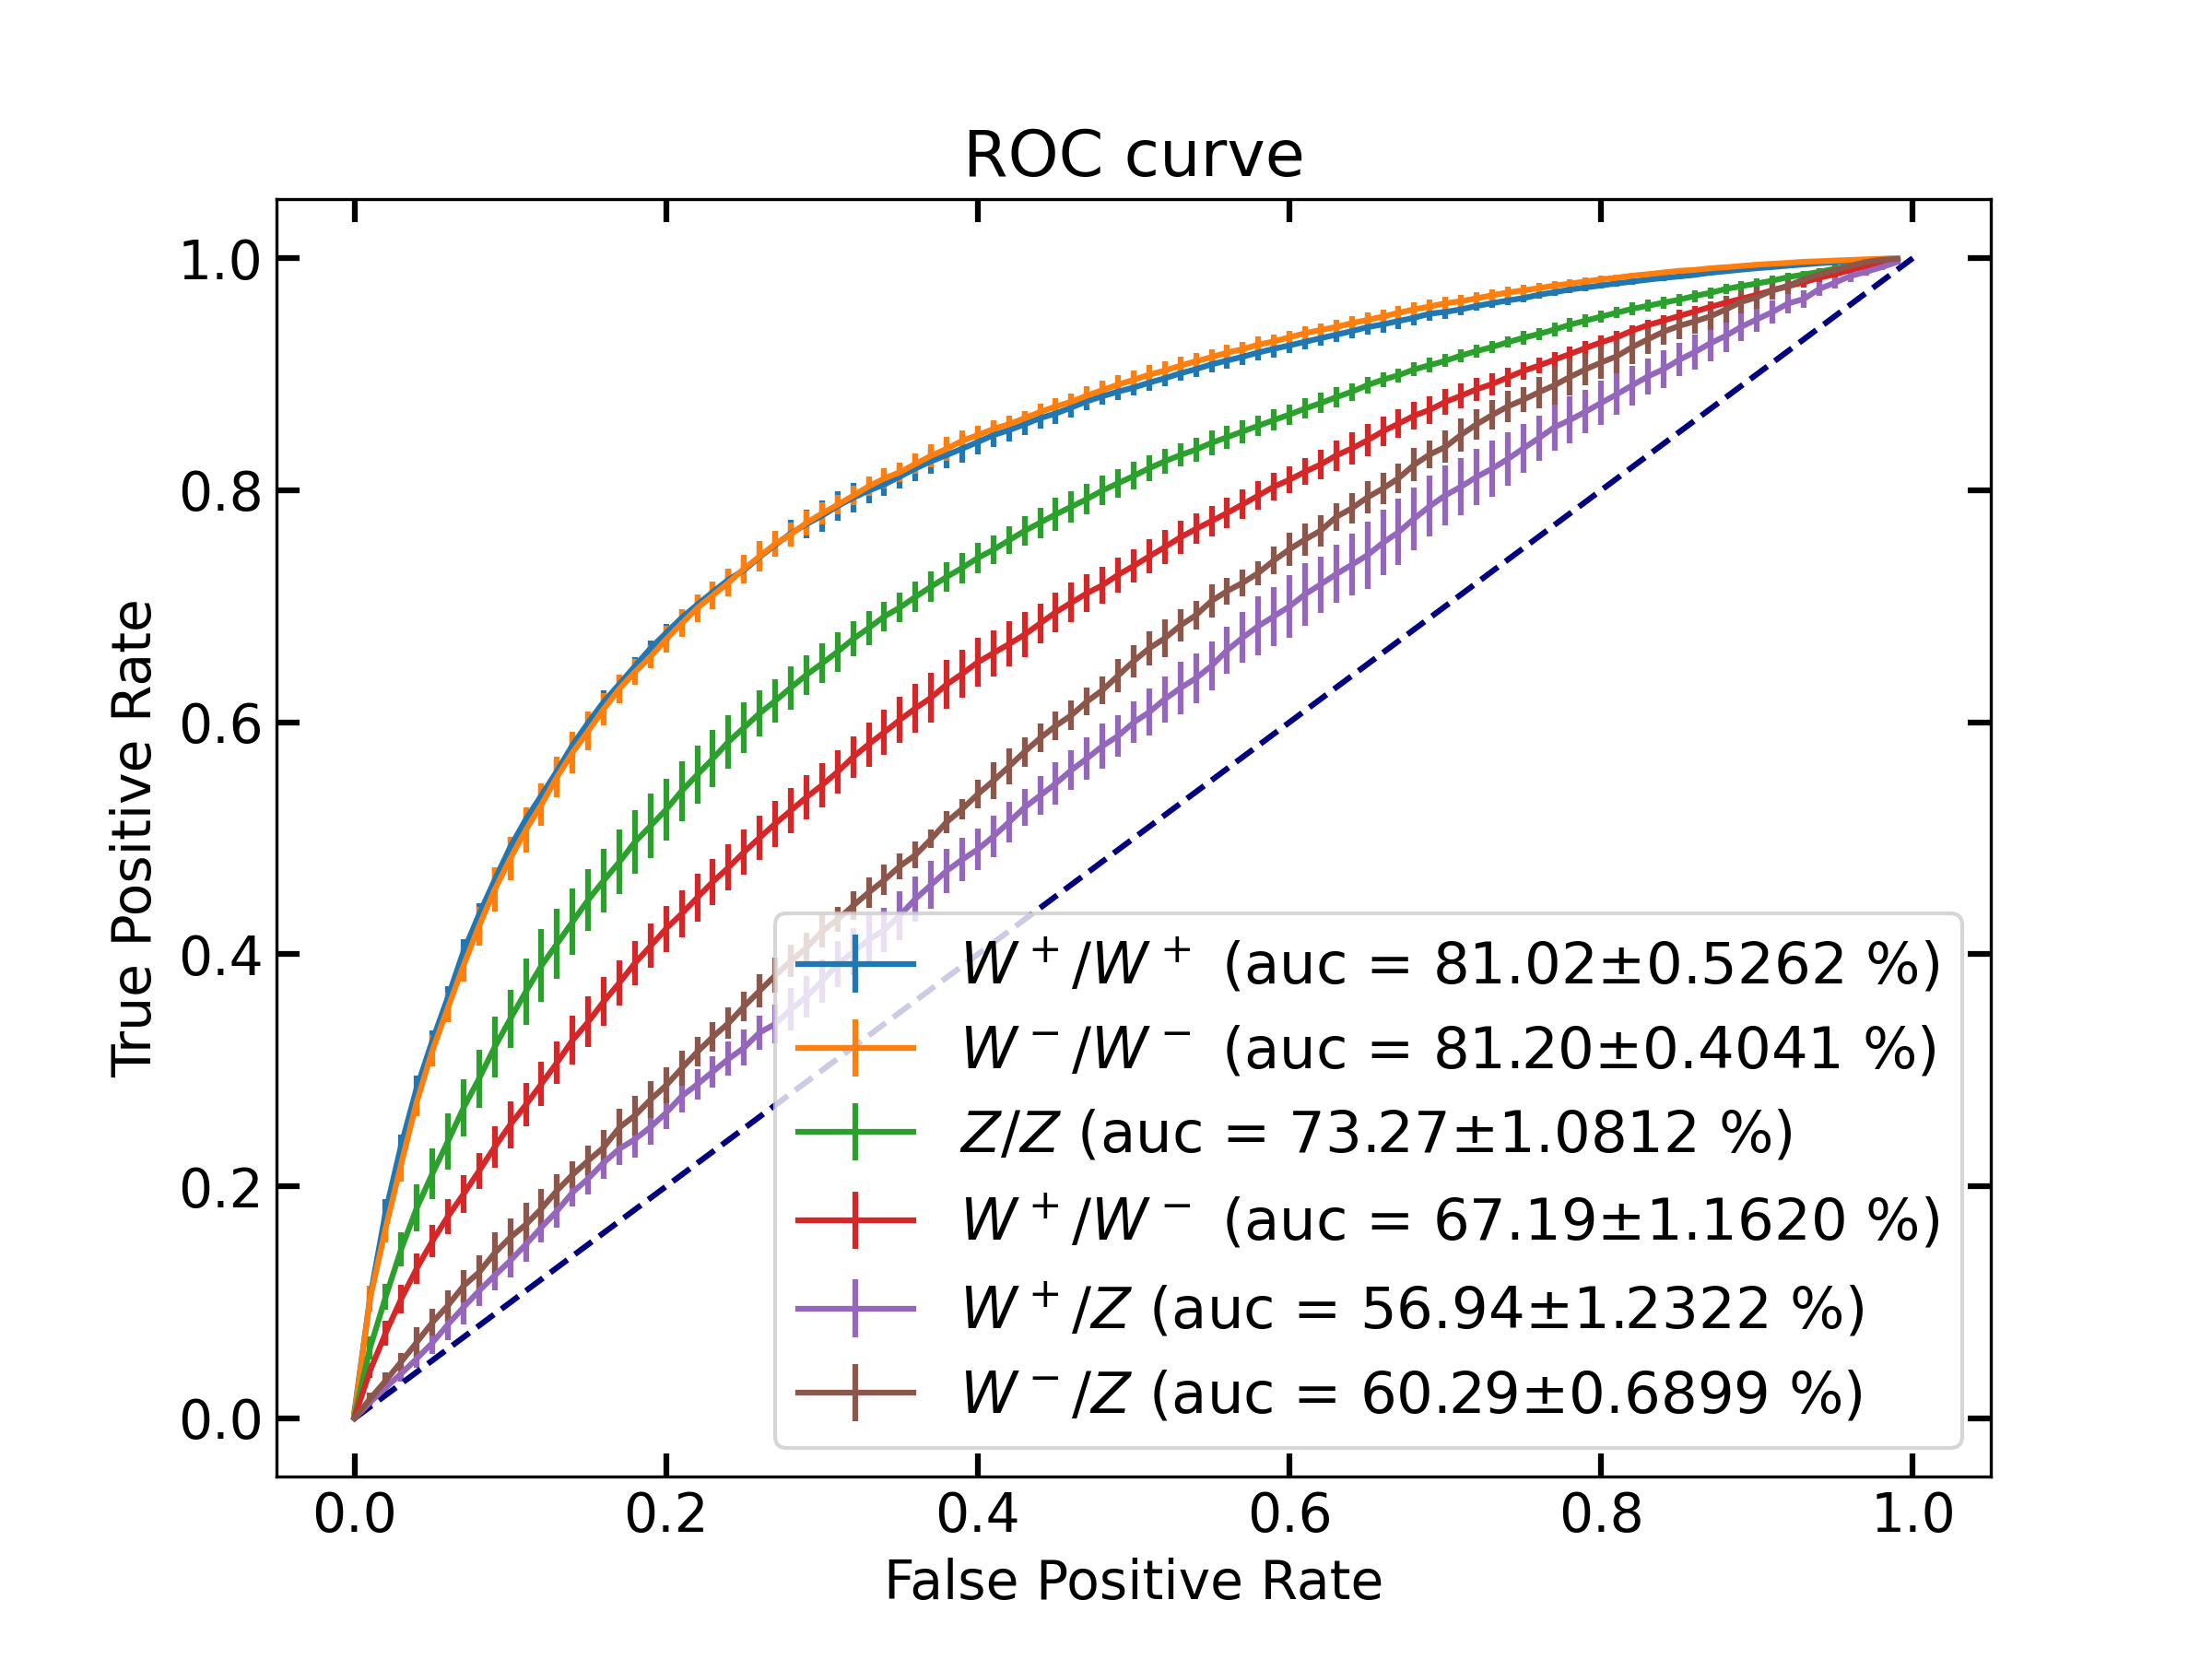 ROC curve
True Positive Rate
1.0
0.8
0.6
0.4
0.2
0.0
W⁺/W⁺ (auc = 81.02±0.5262 %)
W⁻/W⁻ (auc = 81.20±0.4041 %)
Z/Z (auc = 73.27±1.0812 %)
W⁺/W⁻ (auc = 67.19±1.1620 %)
W⁺/Z (auc = 56.94±1.2322 %)
W⁻/Z (auc = 60.29±0.6899 %)
0.0 0.2 0.4 0.6 0.8 1.0
False Positive Rate